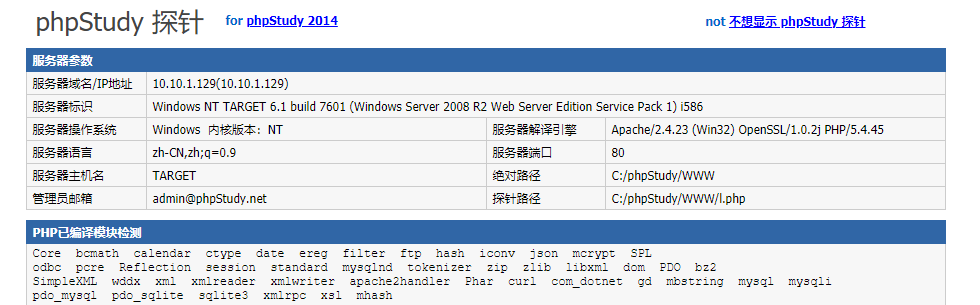 phpStudy 探针 for phpStudy 2014 not 不想显示 phpStudy 探针
服务器参数
服务器域名/IP地址 10.10.1.129(10.10.1.129)
服务器标识 Windows NT TARGET 6.1 build 7601 (Windows Server 2008 R2 Web Server Edition Service Pack 1) i586
服务器操作系统 Windows 内核版本：NT 服务器解译引擎 Apache/2.4.23 (Win32) OpenSSL/1.0.2j PHP/5.4.45
服务器语言 zh-CN,zh;q=0.9 服务器端口 80
服务器主机名 TARGET 绝对路径 C:/phpStudy/WWW
管理员邮箱 admin@phpStudy.net 探针路径 C:/phpStudy/WWW/l.php
PHP已编译模块检测
Core bcmath calendar ctype date ereg filter ftp hash iconv json mcrypt SPL
odbc pcre Reflection session standard mysqlnd tokenizer zip zlib libxml dom PDO bz2
SimpleXML wddx xml xmlreader xmlwriter apache2handler Phar curl com_dotnet gd mbstring mysql mysqli
pdo_mysql pdo_sqlite sqlite3 xmlrpc xsl mhash